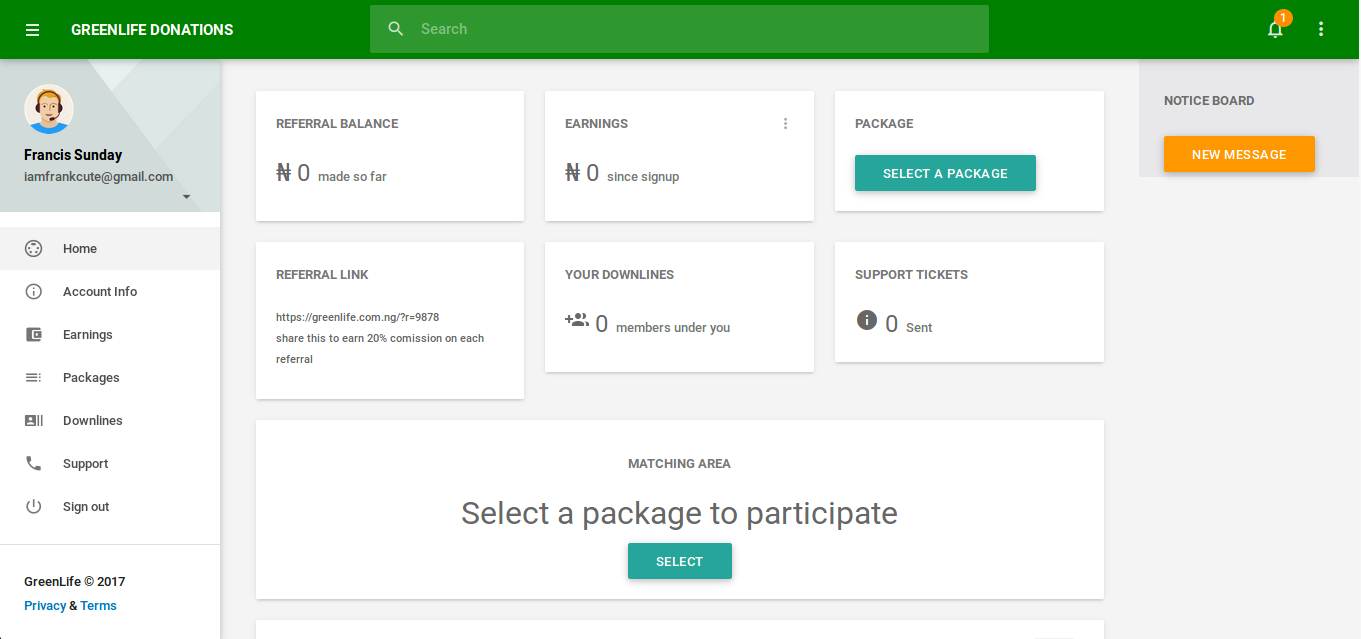 GREENLIFE DONATIONS
Search
1
Francis Sunday
iamfrankcute@gmail.com
Home
Account Info
Earnings
Packages
Downlines
Support
Sign out
GreenLife © 2017
Privacy & Terms
REFERRAL BALANCE
₦ 0 made so far
EARNINGS
₦ 0 since signup
PACKAGE
SELECT A PACKAGE
REFERRAL LINK
https://greenlife.com.ng/?r=9878
share this to earn 20% comission on each
referral
YOUR DOWNLINES
0 members under you
SUPPORT TICKETS
0 Sent
MATCHING AREA
Select a package to participate
SELECT
NOTICE BOARD
NEW MESSAGE